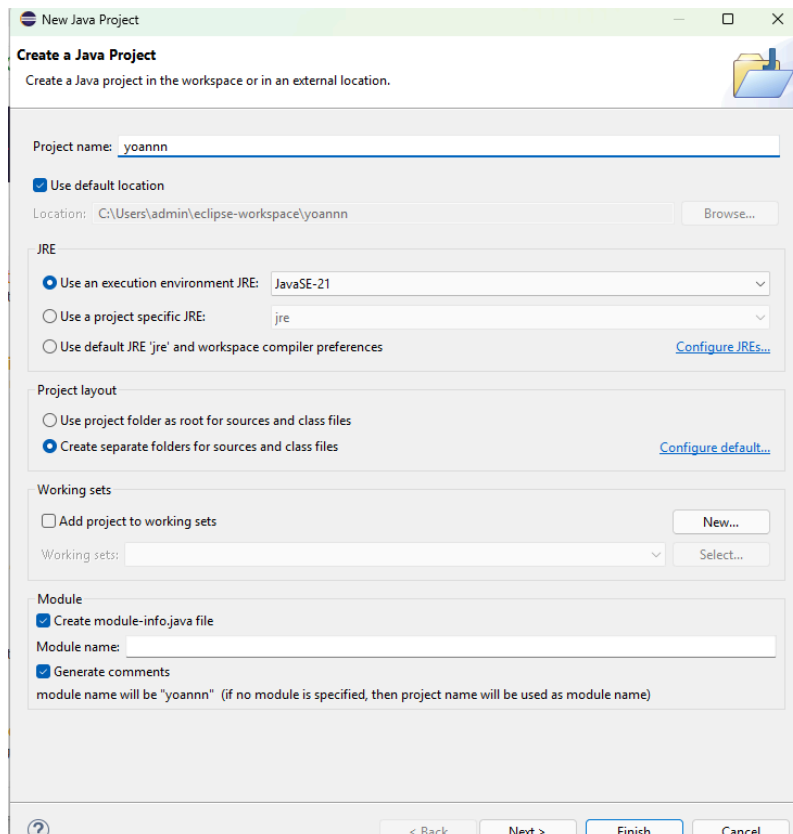 New Java Project
Create a Java Project
Create a Java project in the workspace or in an external location.
Project name: yoannn
Use default location
Location: C:\Users\admin\eclipse-workspace\yoannn Browse...
JRE
Use an execution environment JRE: JavaSE-21
Use a project specific JRE: jre
Use default JRE 'jre' and workspace compiler preferences Configure JREs...
Project layout
Use project folder as root for sources and class files
Create separate folders for sources and class files Configure default...
Working sets
Add project to working sets New...
Working sets: Select...
Module
Create module-info.java file
Module name:
Generate comments
module name will be "yoannn" (if no module is specified, then project name will be used as module name)
? < Back Next > Finish Cancel